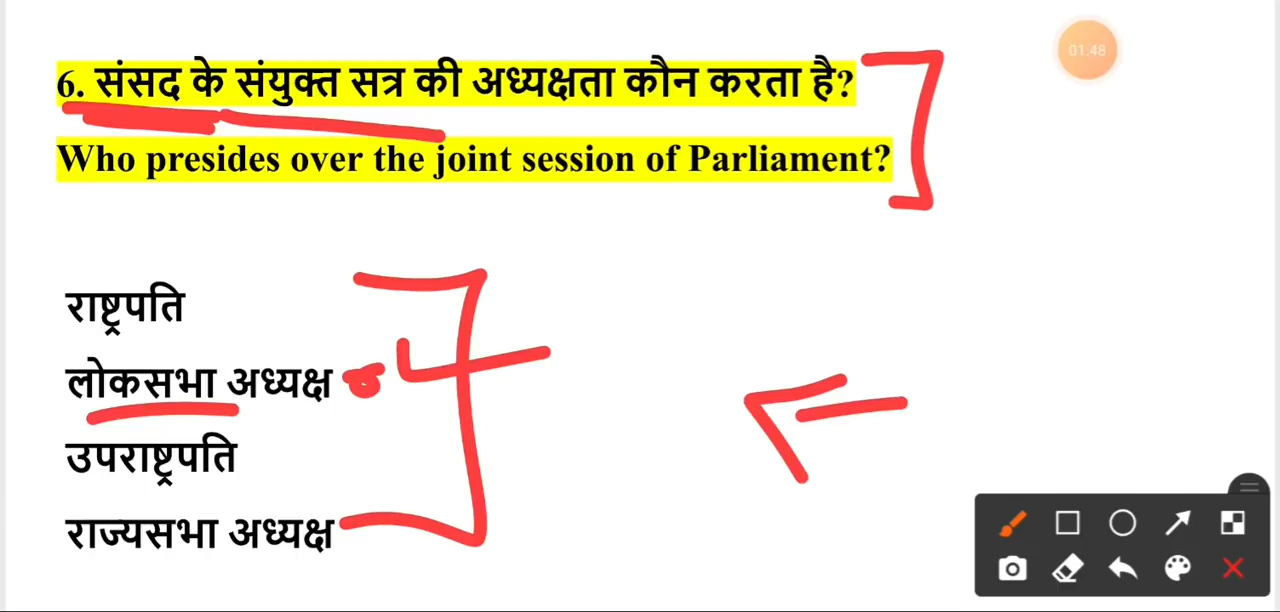 6. संसद के संयुक्त सत्र की अध्यक्षता कौन करता है?
01:48
Who presides over the joint session of Parliament?
राष्ट्रपति
लोकसभा अध्यक्ष
उपराष्ट्रपति
राज्यसभा अध्यक्ष